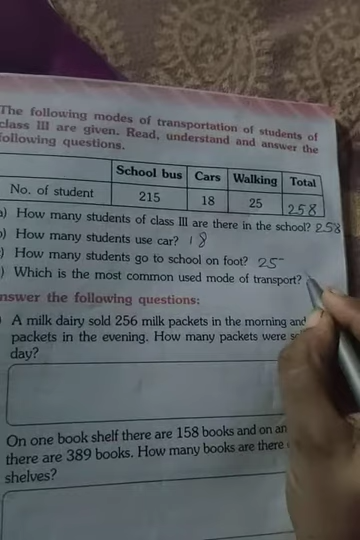 The following modes of transportation of students of
class III are given. Read, understand and answer the
following questions.
School bus Cars Walking Total
No. of student 215 18 25 258
) How many students of class III are there in the school? 258
) How many students use car? 18
) How many students go to school on foot? 25
) Which is the most common used mode of transport?
nswer the following questions:
A milk dairy sold 256 milk packets in the morning and
packets in the evening. How many packets were
day?
On one book shelf there are 158 books and on
there are 389 books. How many books are there
shelves?